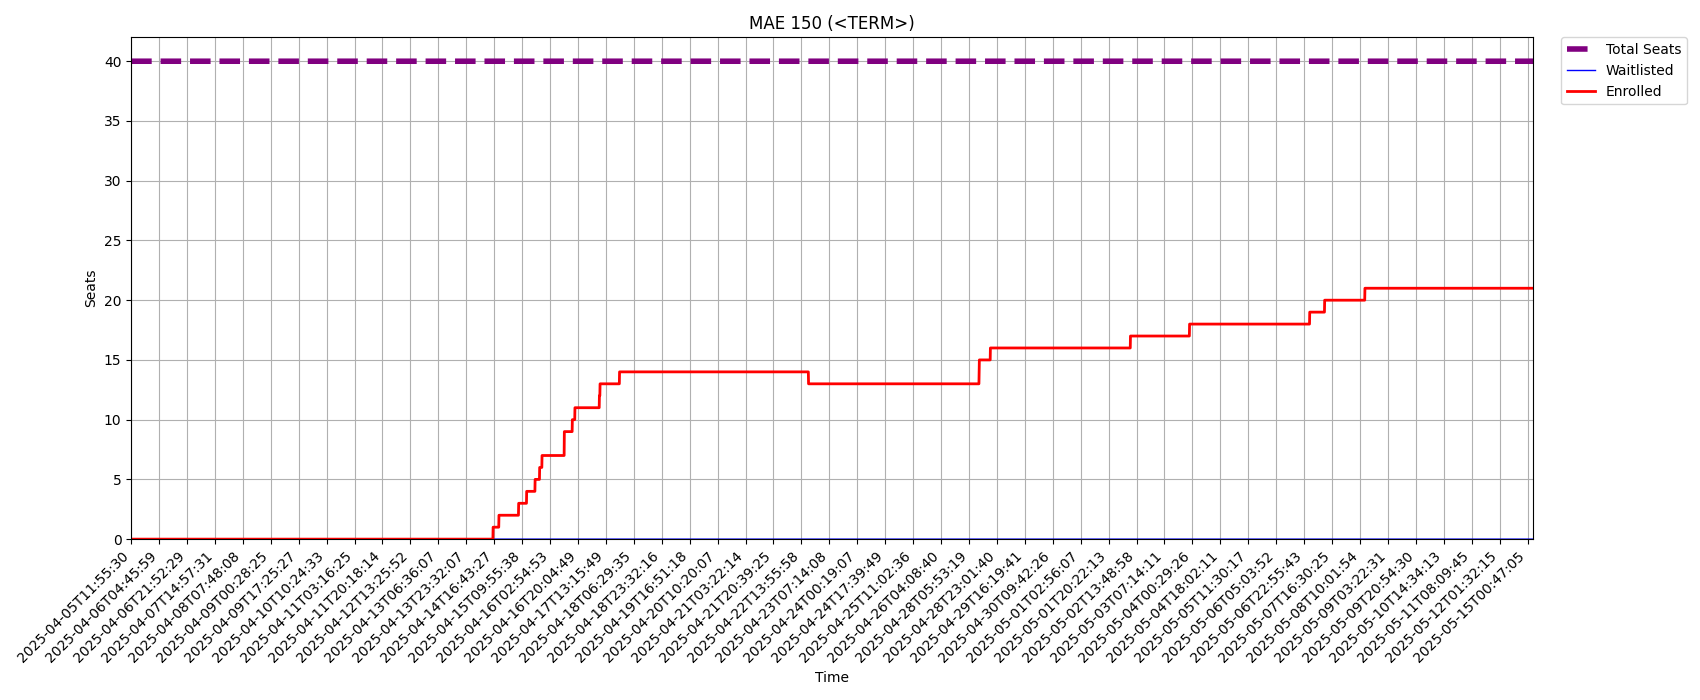 MAE 150 (<TERM>)
Total Seats
Waitlisted
Enrolled
40
35
30
25
20
15
10
5
0
Seats
2025-04-05T11:55:30
2025-04-06T04:45:59
2025-04-06T21:52:29
2025-04-07T14:57:31
2025-04-08T07:48:08
2025-04-09T00:28:25
2025-04-09T17:25:27
2025-04-10T10:24:33
2025-04-11T03:16:25
2025-04-11T20:18:14
2025-04-12T13:25:52
2025-04-13T06:36:07
2025-04-13T23:32:07
2025-04-14T16:43:27
2025-04-15T09:55:38
2025-04-16T02:54:53
2025-04-16T20:04:49
2025-04-17T13:15:49
2025-04-18T06:29:35
2025-04-18T23:32:16
2025-04-19T16:51:18
2025-04-20T10:20:07
2025-04-21T03:22:14
2025-04-21T20:39:25
2025-04-22T13:55:58
2025-04-23T07:14:08
2025-04-24T00:19:07
2025-04-24T17:39:49
2025-04-25T11:02:36
2025-04-26T04:08:40
2025-04-28T05:53:19
2025-04-28T23:01:40
2025-04-29T16:19:41
2025-04-30T09:42:26
2025-05-01T02:56:07
2025-05-01T20:22:13
2025-05-02T13:48:58
2025-05-03T07:14:11
2025-05-04T00:29:26
2025-05-04T18:02:11
2025-05-05T11:30:17
2025-05-06T05:03:52
2025-05-06T22:55:43
2025-05-07T16:30:25
2025-05-08T10:01:54
2025-05-09T03:22:31
2025-05-09T20:54:30
2025-05-10T14:34:13
2025-05-11T08:09:45
2025-05-12T01:32:15
2025-05-15T00:47:05
Time